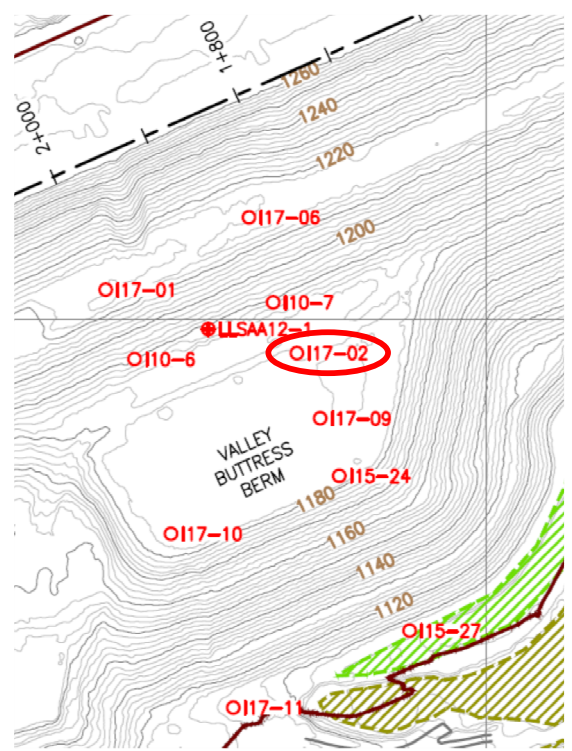 1+800
2+000
1260
1240
1220
OI17-06
1200
OI17-01
OI10-7
LLSAA12-1
OI10-6
OI17-02
OI17-09
VALLEY
BUTTRESS
BERM
OI15-24
1180
OI17-10
1160
1140
1120
OI15-27
OI17-11